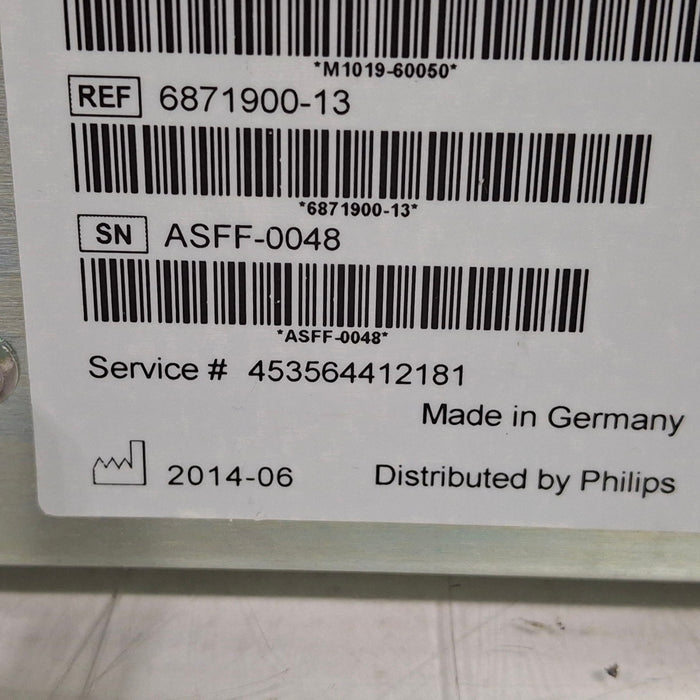 *M1019-60050*
REF 6871900-13
*6871900-13*
SN ASFF-0048
*ASFF-0048*
Service # 453564412181
Made in Germany
2014-06 Distributed by Philips